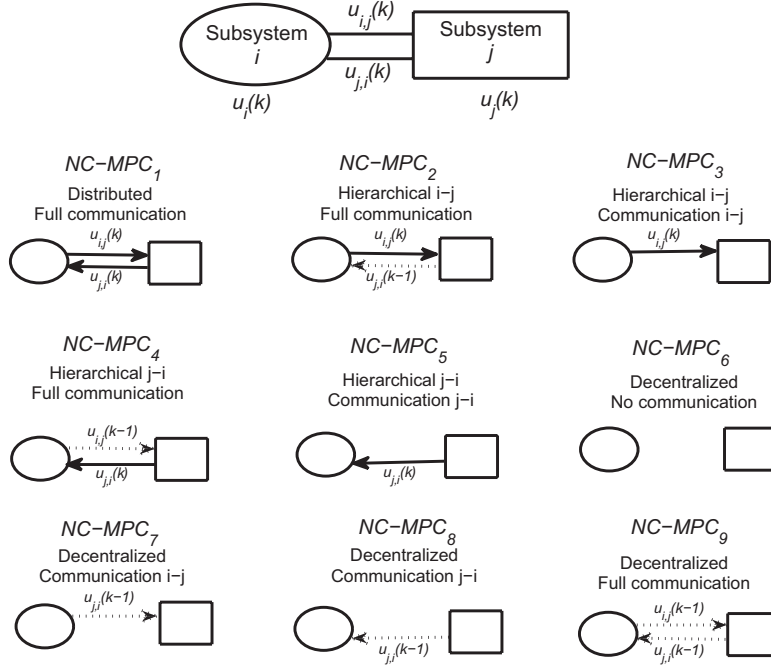 u_{i,j}(k)
Subsystem
i
Subsystem
j
u_{j,i}(k)
u_i(k)
u_j(k)
NC−MPC_1
Distributed
Full communication
u_{i,j}(k)
u_{j,i}(k)
NC−MPC_2
Hierarchical i−j
Full communication
u_{i,j}(k)
u_{j,i}(k−1)
NC−MPC_3
Hierarchical i−j
Communication i−j
u_{i,j}(k)
NC−MPC_4
Hierarchical j−i
Full communication
u_{i,j}(k−1)
u_{j,i}(k)
NC−MPC_5
Hierarchical j−i
Communication j−i
u_{j,i}(k)
NC−MPC_6
Decentralized
No communication
NC−MPC_7
Decentralized
Communication i−j
u_{j,i}(k−1)
NC−MPC_8
Decentralized
Communication j−i
u_{j,i}(k−1)
NC−MPC_9
Decentralized
Full communication
u_{i,j}(k−1)
u_{j,i}(k−1)